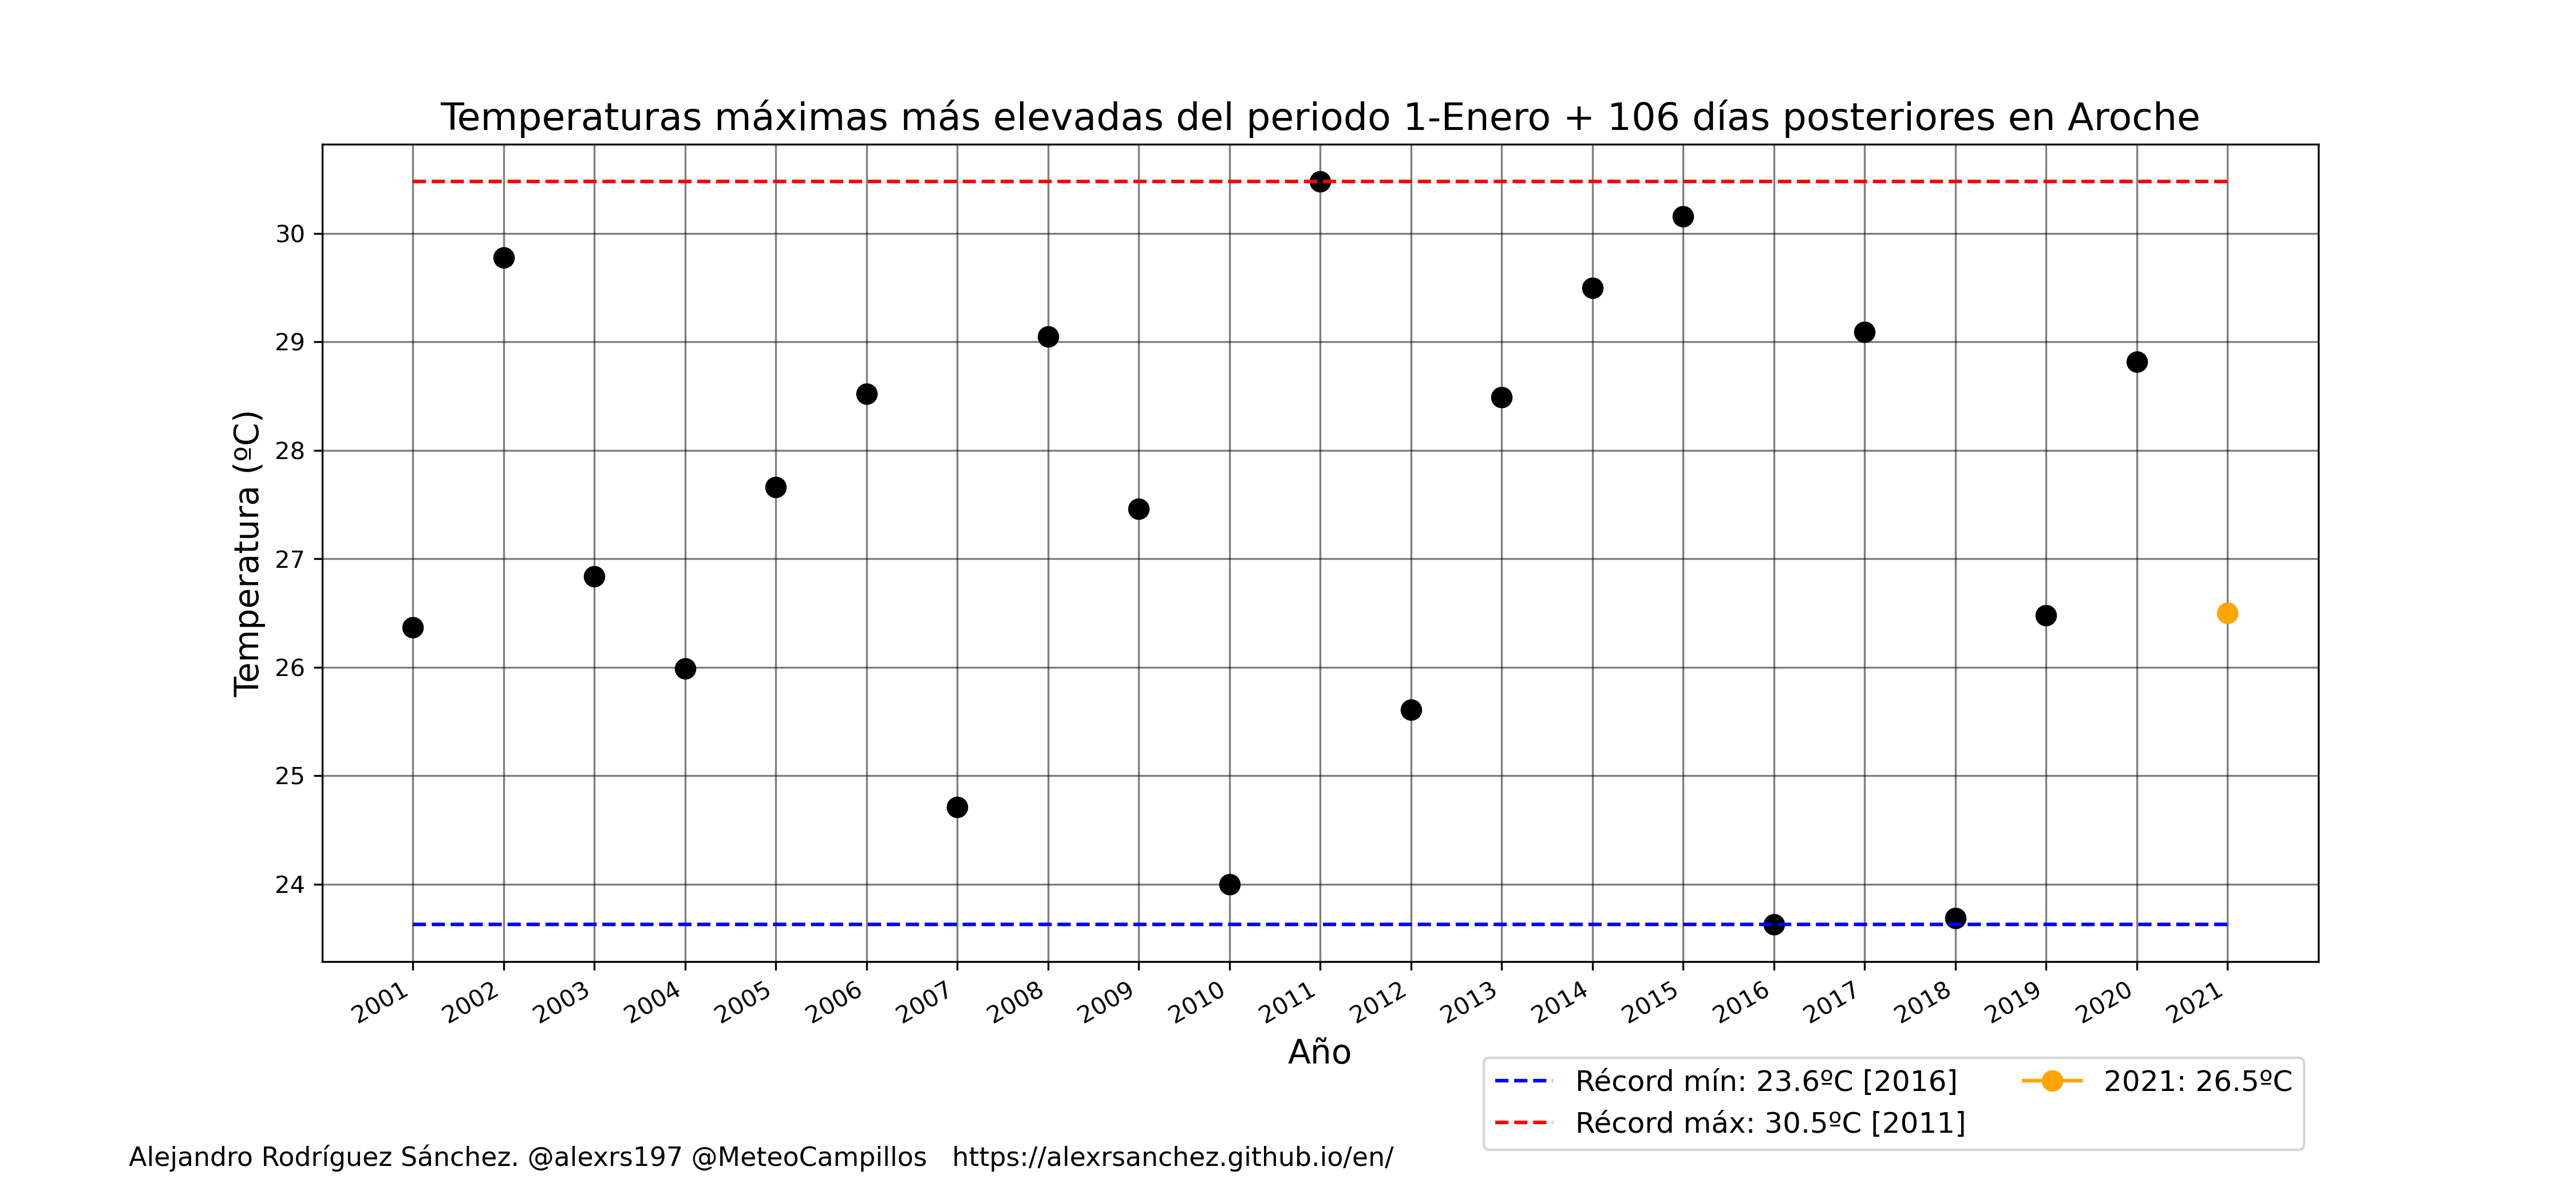 Temperaturas máximas más elevadas del periodo 1-Enero + 106 días posteriores en Aroche
Temperatura (ºC)
30
29
28
27
26
25
24
2001 2002 2003 2004 2005 2006 2007 2008 2009 2010 2011 2012 2013 2014 2015 2016 2017 2018 2019 2020 2021
Año
Récord mín: 23.6ºC [2016]
Récord máx: 30.5ºC [2011]
2021: 26.5ºC
Alejandro Rodríguez Sánchez. @alexrs197 @MeteoCampillos https://alexrsanchez.github.io/en/